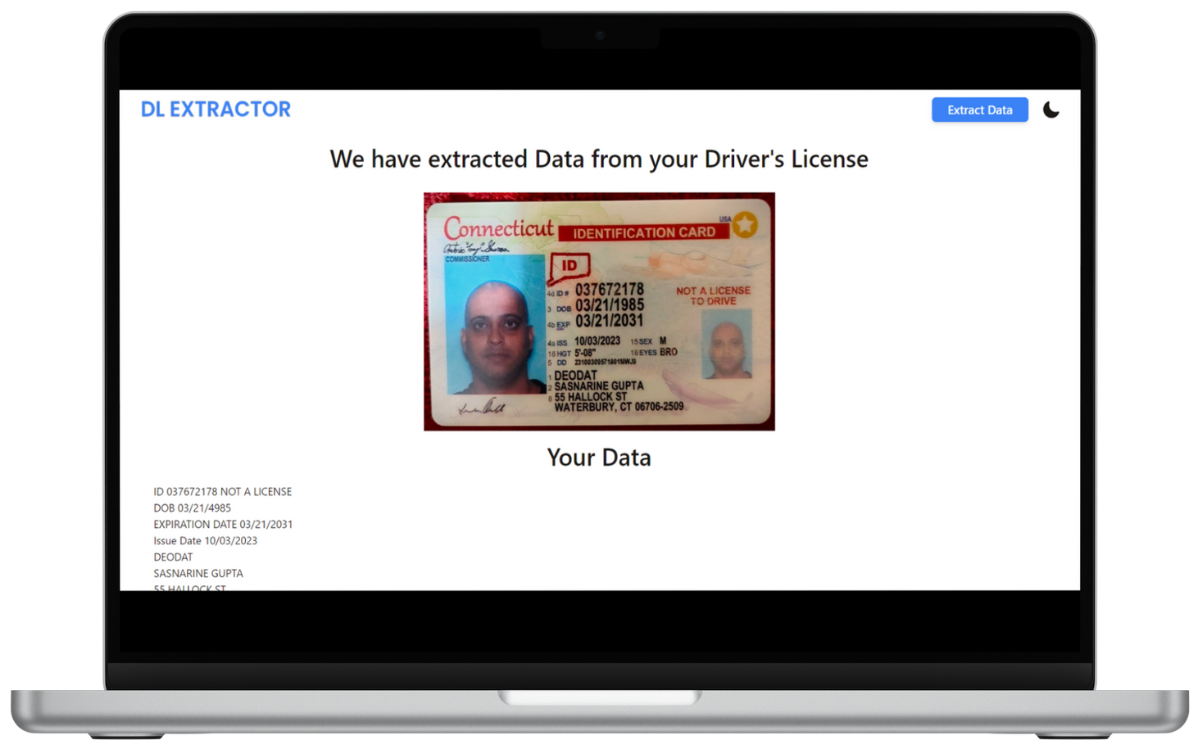 DL EXTRACTOR
Extract Data
We have extracted Data from your Driver's License
Connecticut
USA
IDENTIFICATION CARD
COMMISSIONER
ID
4d ID # 037672178
NOT A LICENSE
TO DRIVE
3 DOB 03/21/1985
4b EXP 03/21/2031
4a ISS 10/03/2023 15 SEX M
16 HGT 5'-08" 18 EYES BRO
5 DD
1 DEODAT
2 SASNARINE GUPTA
8 55 HALLOCK ST
WATERBURY, CT 06706-2509
Your Data
ID 037672178 NOT A LICENSE
DOB 03/21/4985
EXPIRATION DATE 03/21/2031
Issue Date 10/03/2023
DEODAT
SASNARINE GUPTA
55 HALLOCK ST